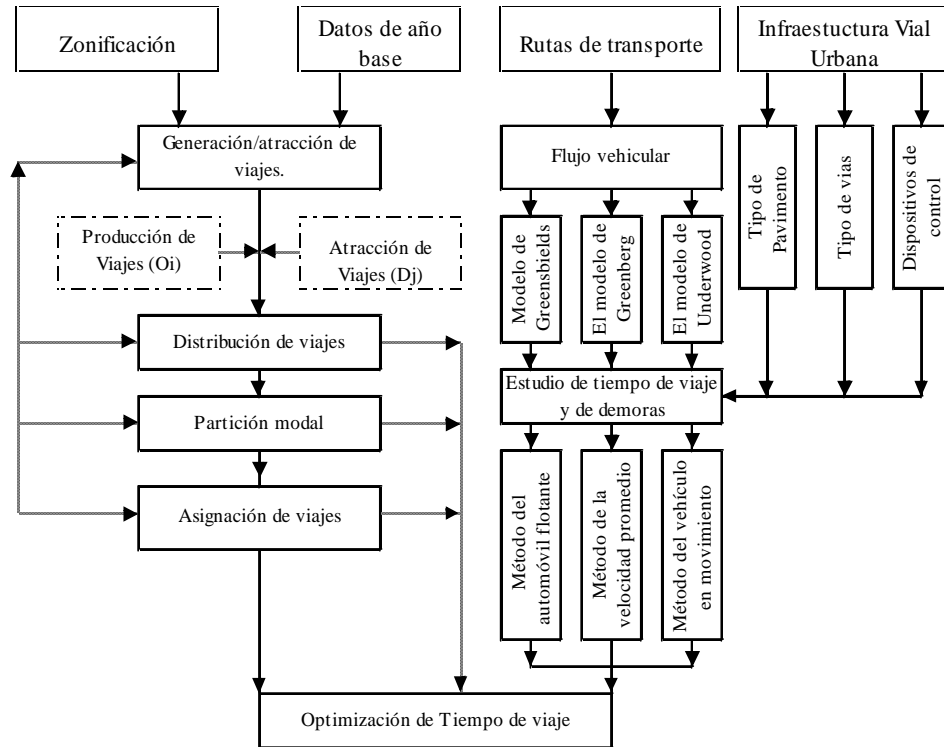 Zonificación
Datos de año
base
Rutas de transporte
Infraestuctura Vial
Urbana
Generación/atracción de
viajes.
Flujo vehicular
Tipo de
Pavimento
Tipo de vias
Dispositivos de
control
Producción de
Viajes (Oi)
Atracción de
Viajes (Dj)
Modelo de
Greensbields
El modelo de
Greenberg
El modelo de
Underwood
Distribución de viajes
Estudio de tiempo de viaje
y de demoras
Partición modal
Asignación de viajes
Método del
automóvil flotante
Método de la
velocidad promedio
Método del vehículo
en movimiento
Optimización de Tiempo de viaje